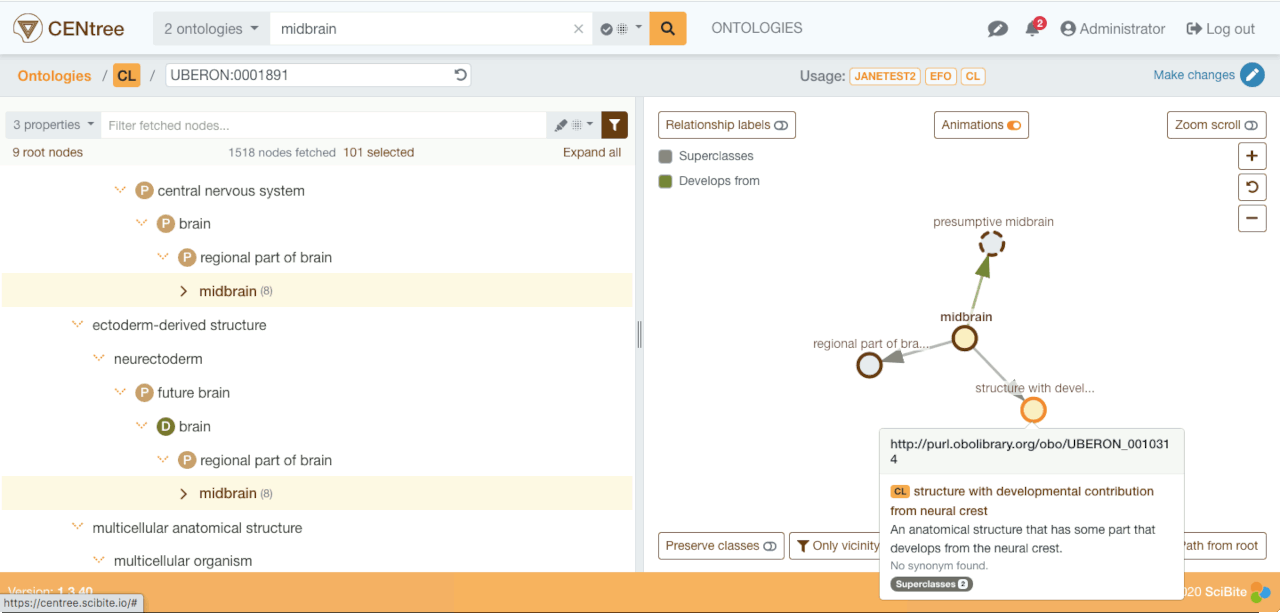 CENtree
2 ontologies
midbrain
ONTOLOGIES
2
Administrator
Log out
Ontologies / CL / UBERON:0001891
Usage: JANETEST2 EFO CL
Make changes
3 properties
Filter fetched nodes...
9 root nodes
1518 nodes fetched 101 selected
Expand all
P central nervous system
P brain
P regional part of brain
midbrain (8)
ectoderm-derived structure
neurectoderm
P future brain
D brain
P regional part of brain
midbrain (8)
multicellular anatomical structure
multicellular organism
Relationship labels
Animations
Zoom scroll
Superclasses
Develops from
presumptive midbrain
midbrain
regional part of bra...
structure with devel...
http://purl.obolibrary.org/obo/UBERON_001031
4
CL structure with developmental contribution
from neural crest
An anatomical structure that has some part that
develops from the neural crest.
No synonym found.
Superclasses 2
Preserve classes
Only vicinity
Path from root
Version: 1.3.40
020 SciBite
https://centree.scibite.io/#